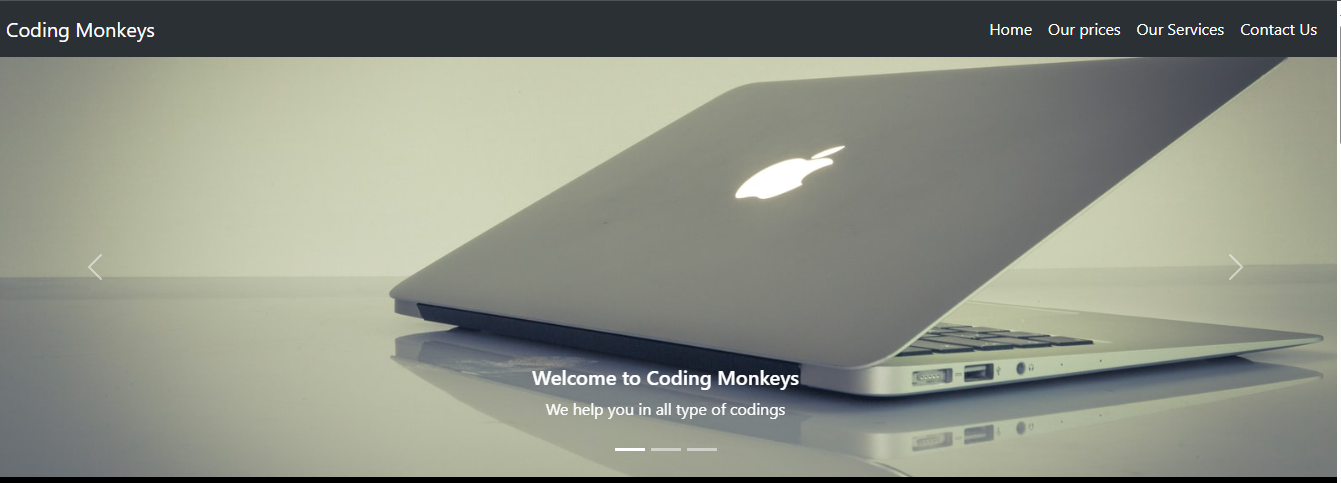 Coding Monkeys
Home Our prices Our Services Contact Us
Welcome to Coding Monkeys
We help you in all type of codings